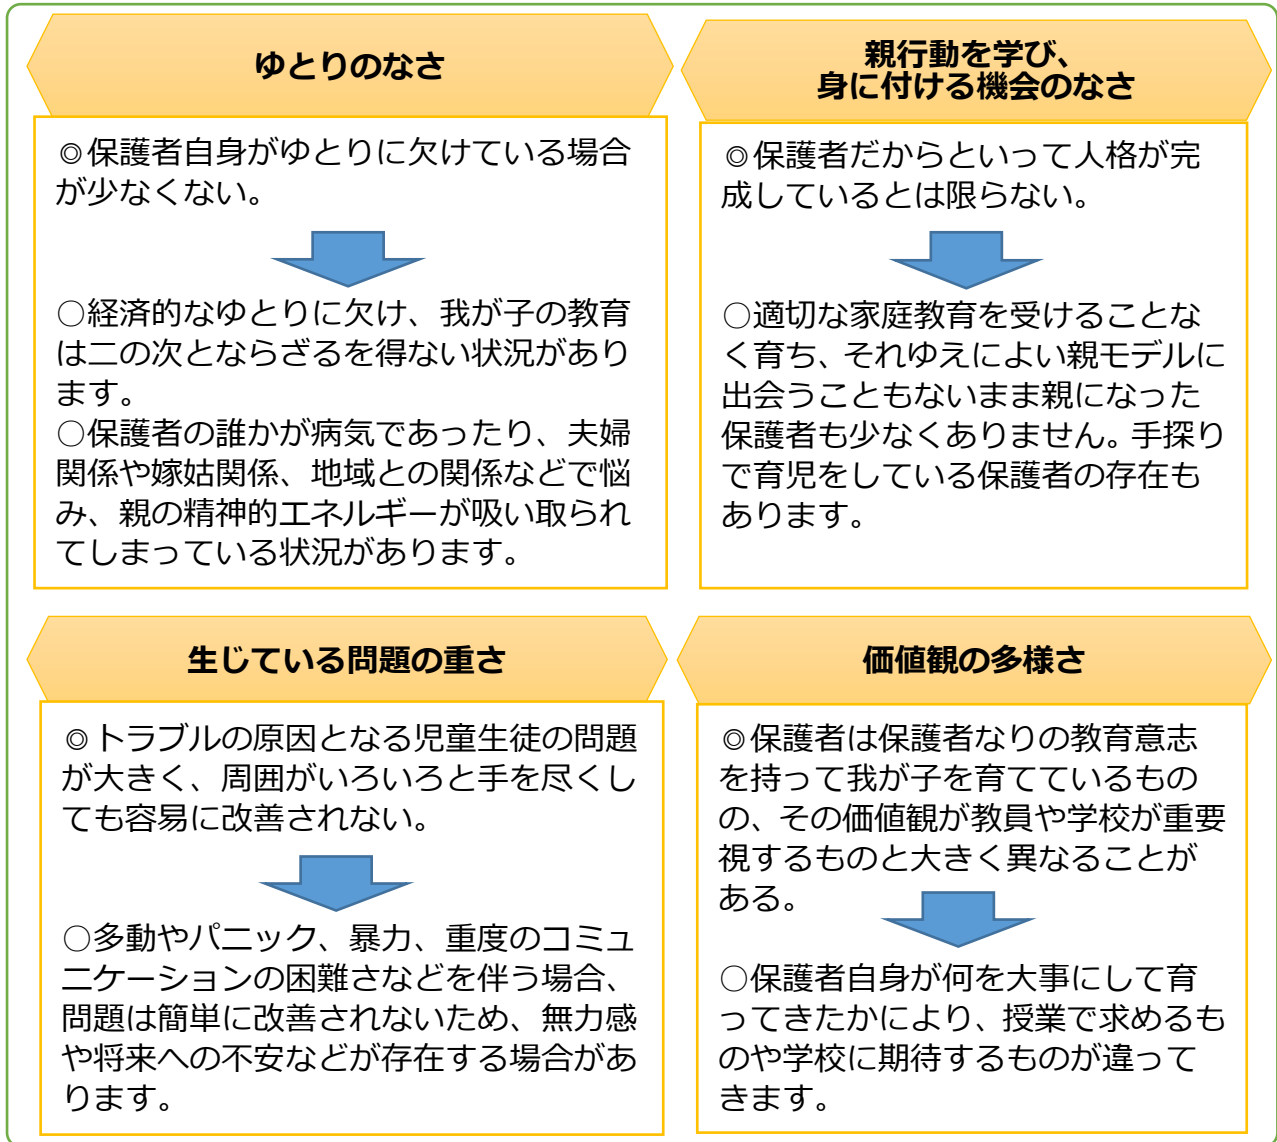 ゆとりのなさ
◎保護者自身がゆとりに欠けている場合
が少なくない。
○経済的なゆとりに欠け、我が子の教育
は二の次とならざるを得ない状況があり
ます。
○保護者の誰かが病気であったり、夫婦
関係や嫁姑関係、地域との関係などで悩
み、親の精神的エネルギーが吸い取られ
てしまっている状況があります。
親行動を学び、
身に付ける機会のなさ
◎保護者だからといって人格が完
成しているとは限らない。
○適切な家庭教育を受けることな
く育ち、それゆえによい親モデルに
出会うこともないまま親になった
保護者も少なくありません。手探り
で育児をしている保護者の存在も
あります。
生じている問題の重さ
◎トラブルの原因となる児童生徒の問題
が大きく、周囲がいろいろと手を尽くし
ても容易に改善されない。
○多動やパニック、暴力、重度のコミュ
ニケーションの困難さなどを伴う場合、
問題は簡単に改善されないため、無力感
や将来への不安などが存在する場合があ
ります。
価値観の多様さ
◎保護者は保護者なりの教育意志
を持って我が子を育てているもの
の、その価値観が教員や学校が重要
視するものと大きく異なることが
ある。
○保護者自身が何を大事にして育
ってきたかにより、授業で求めるも
のや学校に期待するものが違って
きます。